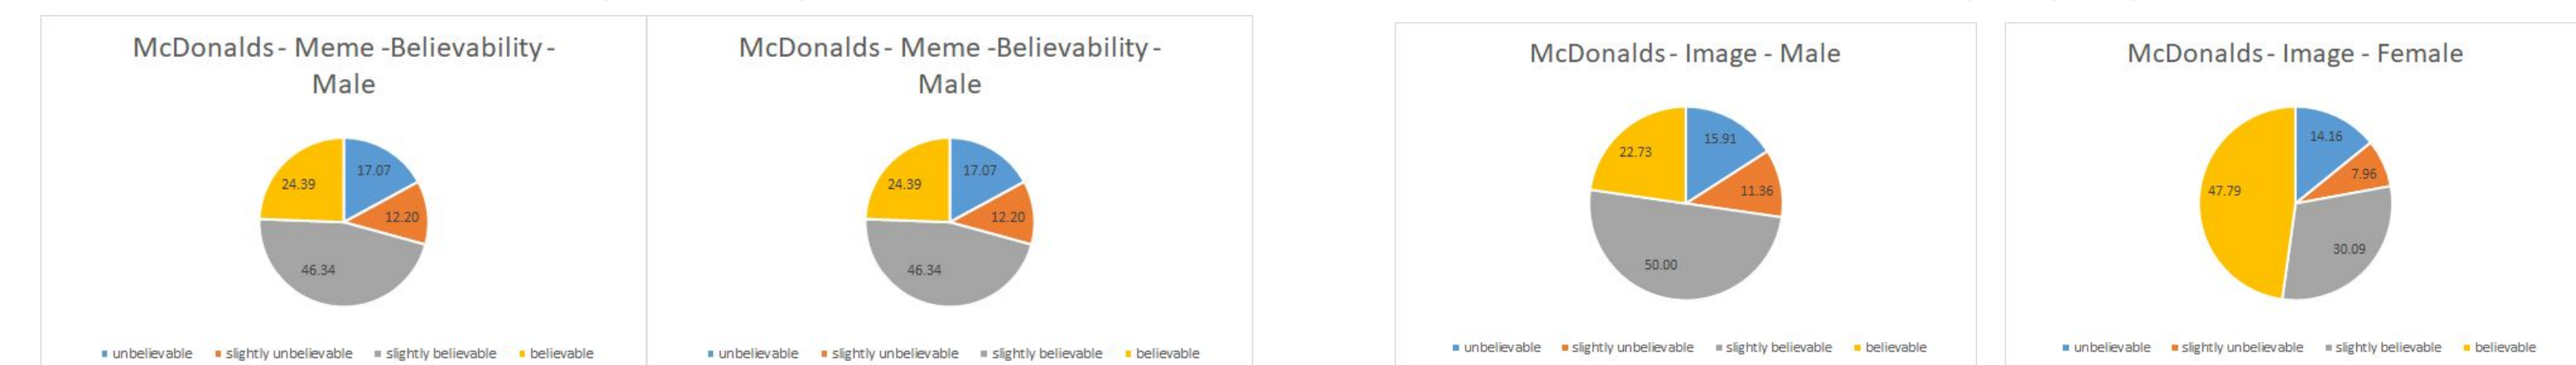 McDonalds - Meme -Believability -
Male
17.07
12.20
46.34
24.39
unbelievable slightly unbelievable slightly believable believable
McDonalds - Meme -Believability -
Male
17.07
12.20
46.34
24.39
unbelievable slightly unbelievable slightly believable believable
McDonalds - Image - Male
15.91
11.36
50.00
22.73
unbelievable slightly unbelievable slightly believable believable
McDonalds - Image - Female
14.16
7.96
30.09
47.79
unbelievable slightly unbelievable slightly believable believable